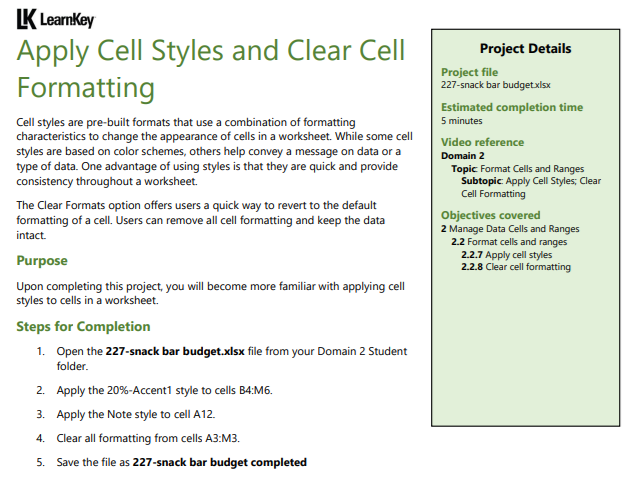 LK LearnKey
Apply Cell Styles and Clear Cell
Formatting
Cell styles are pre-built formats that use a combination of formatting
characteristics to change the appearance of cells in a worksheet. While some cell
styles are based on color schemes, others help convey a message on data or a
type of data. One advantage of using styles is that they are quick and provide
consistency throughout a worksheet.
The Clear Formats option offers users a quick way to revert to the default
formatting of a cell. Users can remove all cell formatting and keep the data
intact.
Purpose
Upon completing this project, you will become more familiar with applying cell
styles to cells in a worksheet.
Steps for Completion
1. Open the 227-snack bar budget.xlsx file from your Domain 2 Student
folder.
2. Apply the 20%-Accent1 style to cells B4:M6.
3. Apply the Note style to cell A12.
4. Clear all formatting from cells A3:M3.
5. Save the file as 227-snack bar budget completed
Project Details
Project file
227-snack bar budget.xlsx
Estimated completion time
5 minutes
Video reference
Domain 2
Topic: Format Cells and Ranges
Subtopic: Apply Cell Styles; Clear
Cell Formatting
Objectives covered
2 Manage Data Cells and Ranges
2.2 Format cells and ranges
2.2.7 Apply cell styles
2.2.8 Clear cell formatting